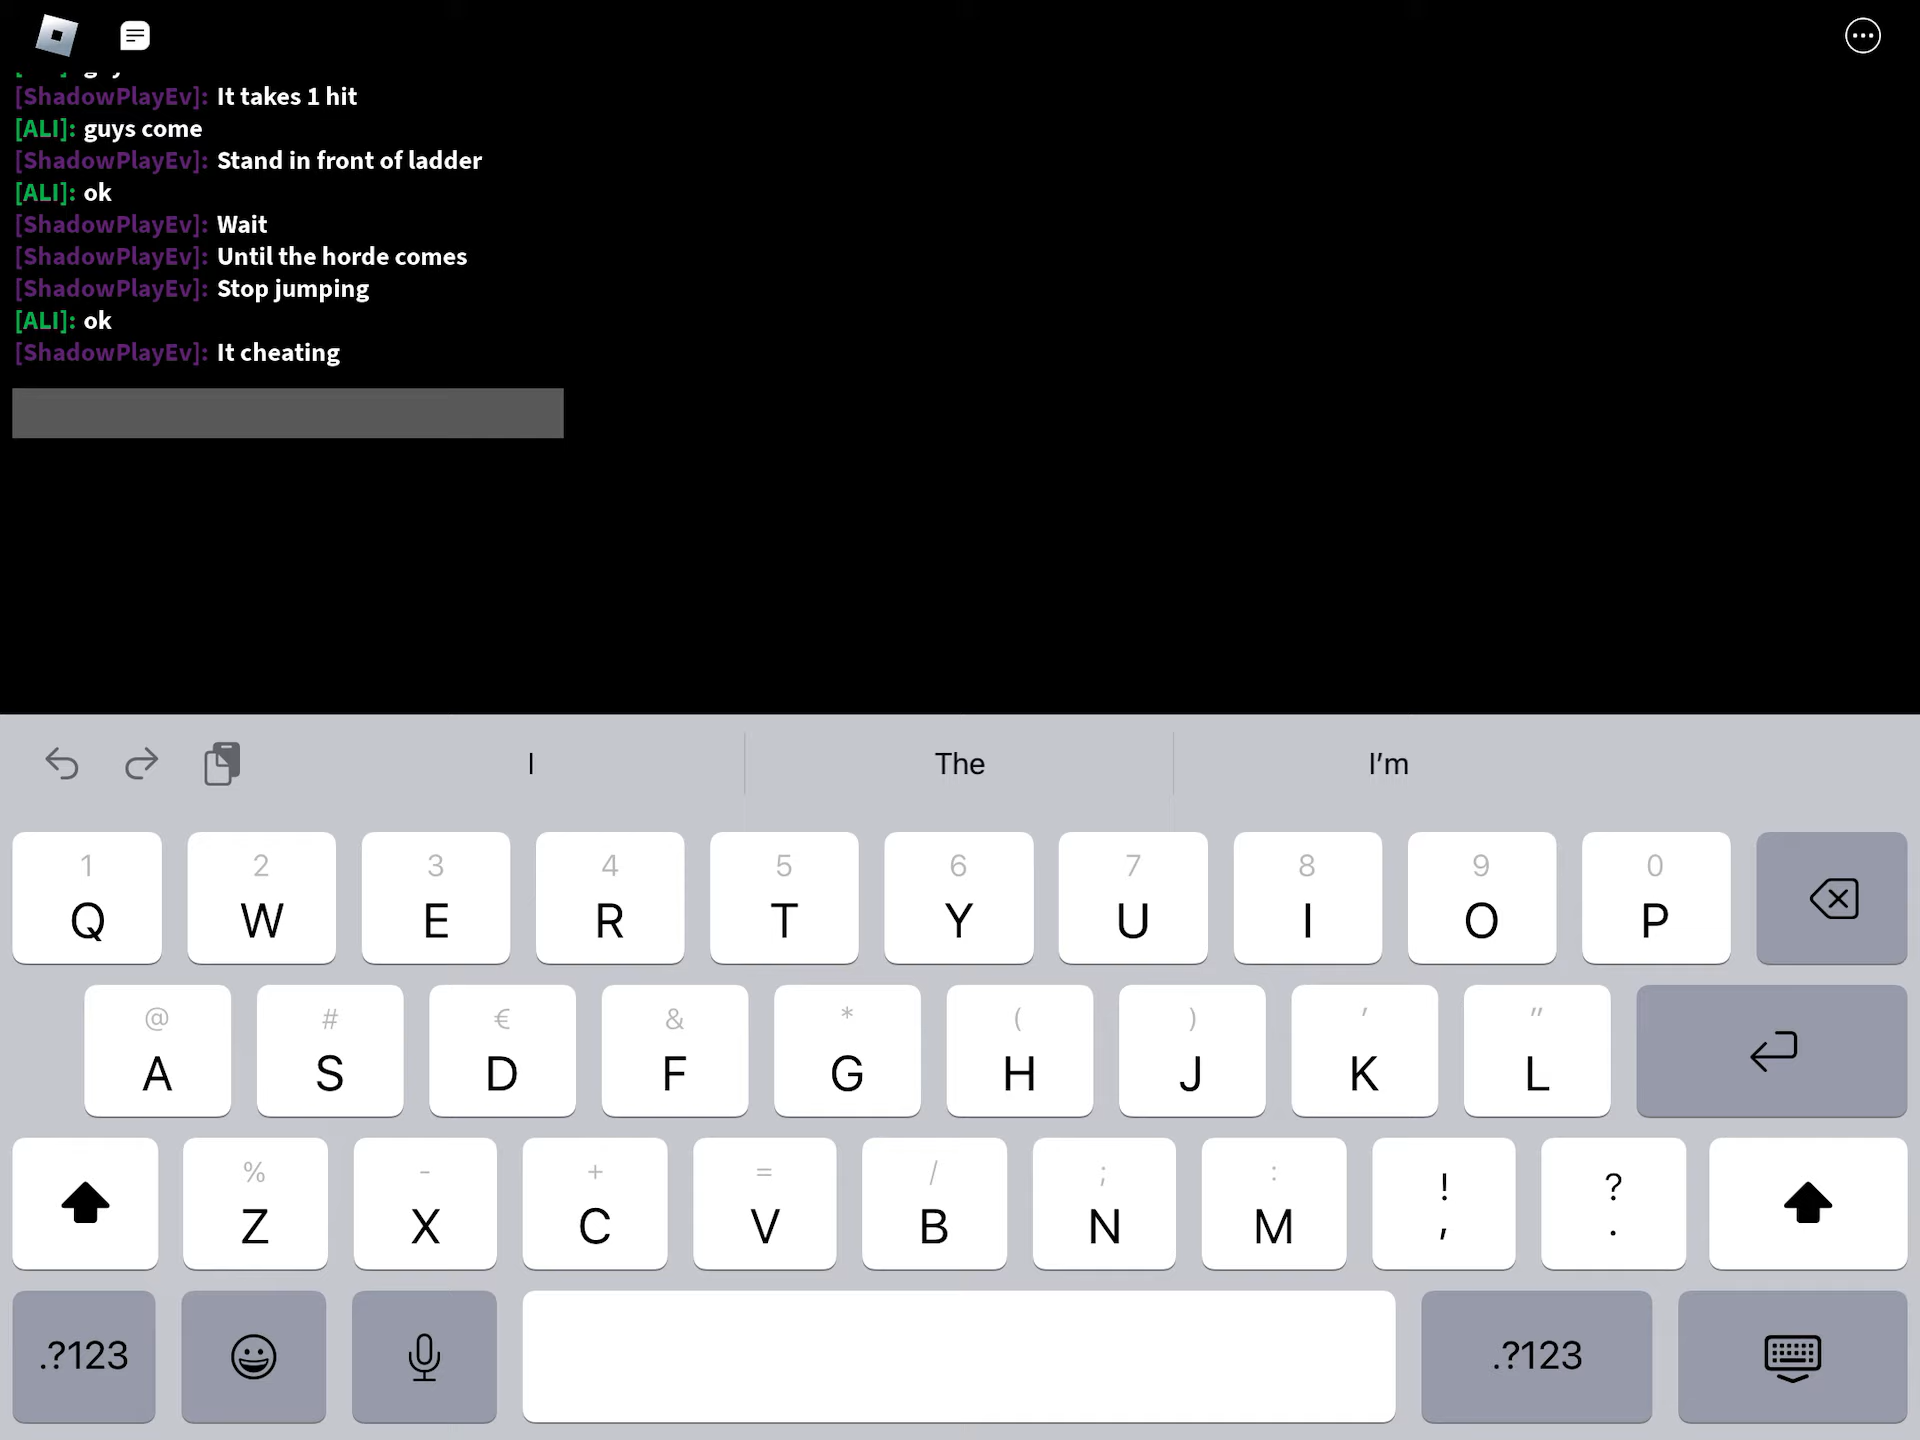 [ShadowPlayEv]: It takes 1 hit
[ALI]: guys come
[ShadowPlayEv]: Stand in front of ladder
[ALI]: ok
[ShadowPlayEv]: Wait
[ShadowPlayEv]: Until the horde comes
[ShadowPlayEv]: Stop jumping
[ALI]: ok
[ShadowPlayEv]: It cheating
I The I’m
1 2 3 4 5 6 7 8 9 0
Q W E R T Y U I O P
@ # € & * ( ) ′ ″
A S D F G H J K L
% - + = / ; : ! ?
Z X C V B N M , .
.?123 .?123